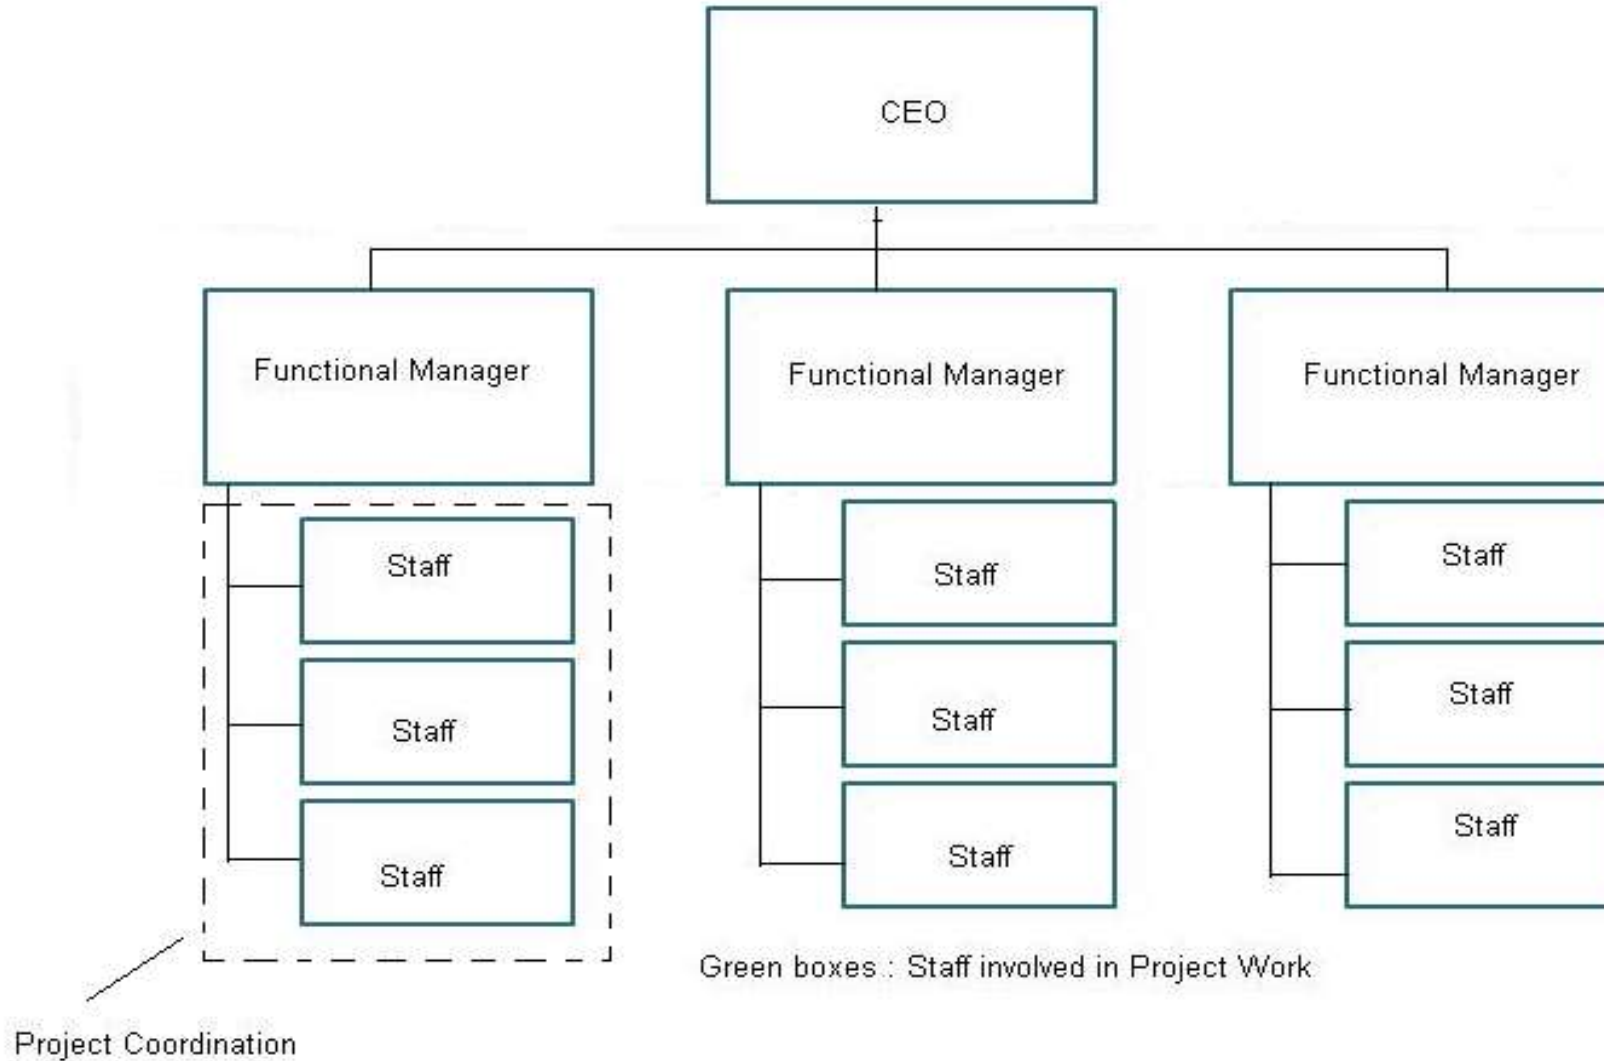 CEO
Functional Manager
Functional Manager
Functional Manager
Staff
Staff
Staff
Staff
Staff
Staff
Staff
Staff
Staff
Green boxes : Staff involved in Project Work
Project Coordination